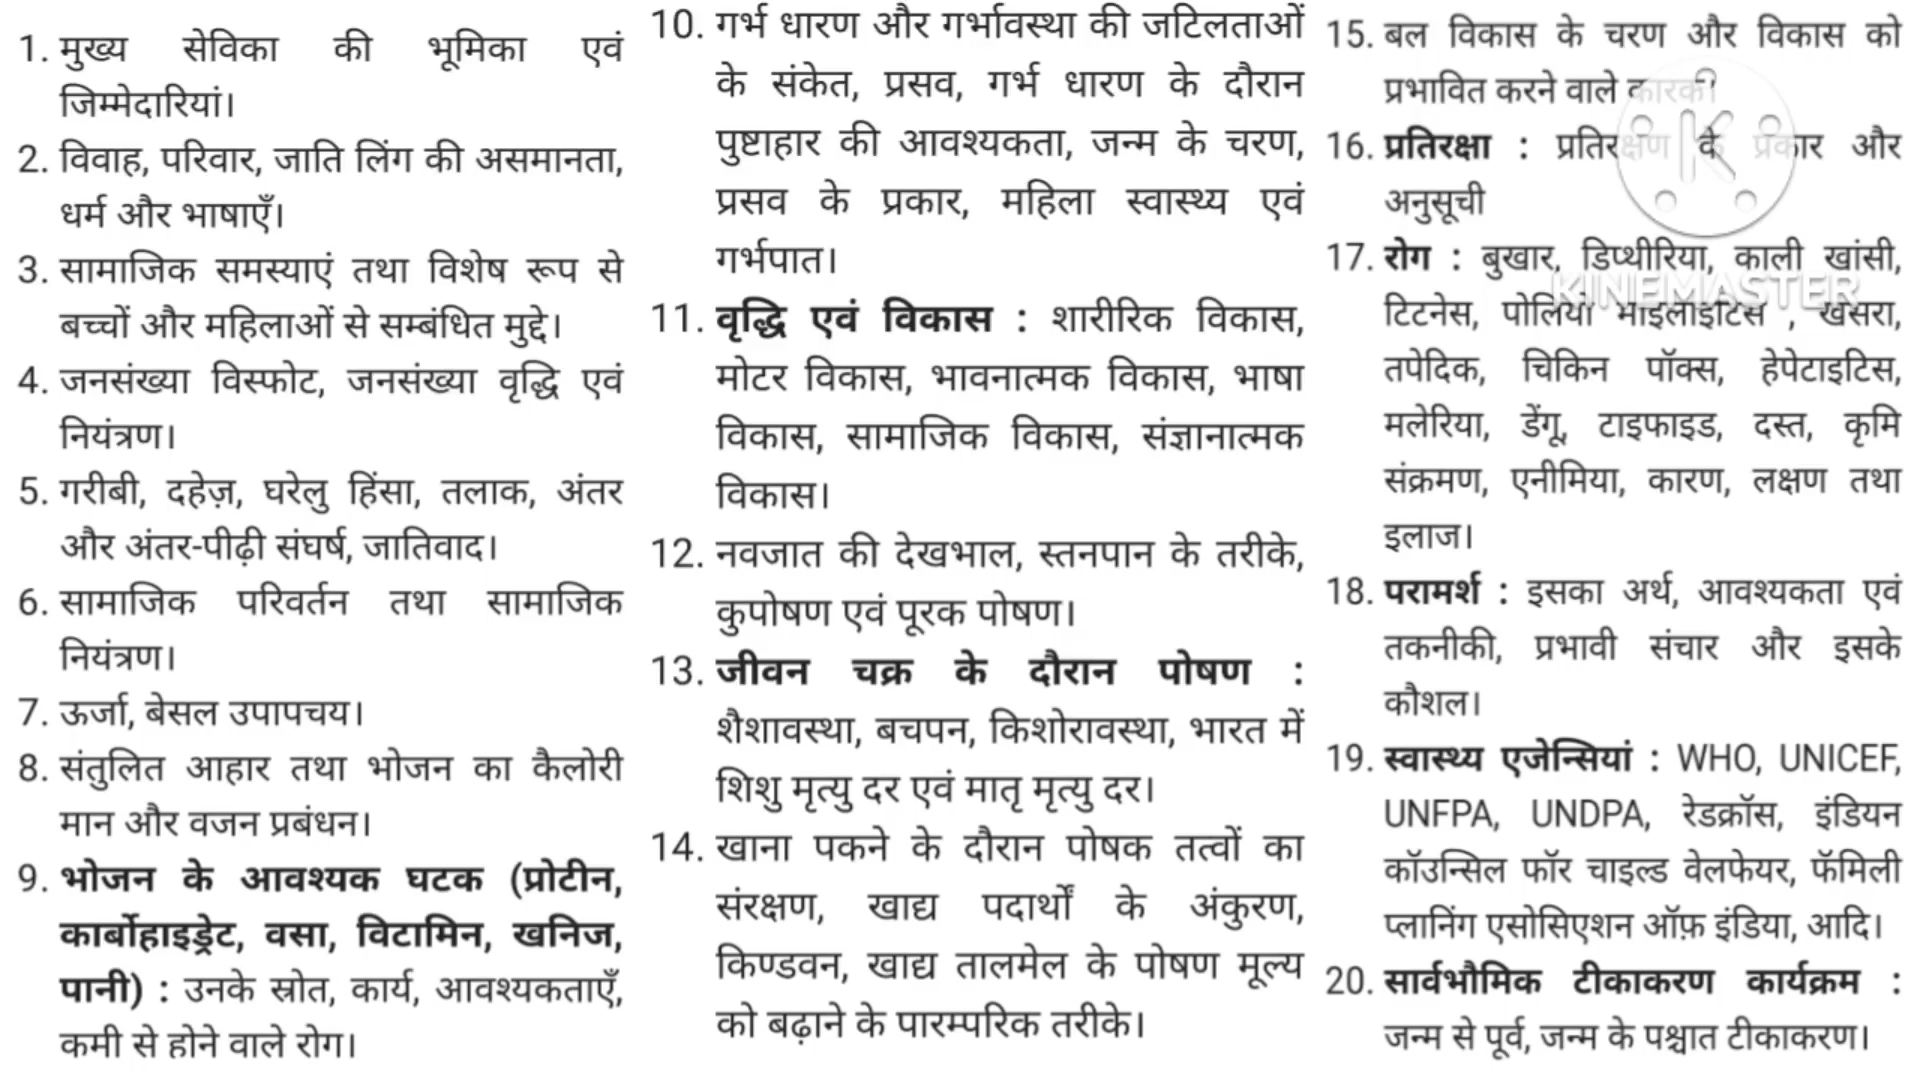 1. मुख्य सेविका की भूमिका एवं
जिम्मेदारियां।
2. विवाह, परिवार, जाति लिंग की असमानता,
धर्म और भाषाएँ।
3. सामाजिक समस्याएं तथा विशेष रूप से
बच्चों और महिलाओं से सम्बंधित मुद्दे।
4. जनसंख्या विस्फोट, जनसंख्या वृद्धि एवं
नियंत्रण।
5. गरीबी, दहेज़, घरेलु हिंसा, तलाक, अंतर
और अंतर-पीढ़ी संघर्ष, जातिवाद।
6. सामाजिक परिवर्तन तथा सामाजिक
नियंत्रण।
7. ऊर्जा, बेसल उपापचय।
8. संतुलित आहार तथा भोजन का कैलोरी
मान और वजन प्रबंधन।
9. भोजन के आवश्यक घटक (प्रोटीन,
कार्बोहाइड्रेट, वसा, विटामिन, खनिज,
पानी) : उनके स्रोत, कार्य, आवश्यकताएँ,
कमी से होने वाले रोग।
10. गर्भ धारण और गर्भावस्था की जटिलताओं
के संकेत, प्रसव, गर्भ धारण के दौरान
पुष्टाहार की आवश्यकता, जन्म के चरण,
प्रसव के प्रकार, महिला स्वास्थ्य एवं
गर्भपात।
11. वृद्धि एवं विकास : शारीरिक विकास,
मोटर विकास, भावनात्मक विकास, भाषा
विकास, सामाजिक विकास, संज्ञानात्मक
विकास।
12. नवजात की देखभाल, स्तनपान के तरीके,
कुपोषण एवं पूरक पोषण।
13. जीवन चक्र के दौरान पोषण :
शैशावस्था, बचपन, किशोरावस्था, भारत में
शिशु मृत्यु दर एवं मातृ मृत्यु दर।
14. खाना पकने के दौरान पोषक तत्वों का
संरक्षण, खाद्य पदार्थों के अंकुरण,
किण्डवन, खाद्य तालमेल के पोषण मूल्य
को बढ़ाने के पारम्परिक तरीके।
15. बल विकास के चरण और विकास को
प्रभावित करने वाले कारक।
16. प्रतिरक्षा : प्रतिरक्षण के प्रकार और
अनुसूची
17. रोग : बुखार, डिप्थीरिया, काली खांसी,
टिटनेस, पोलियो माइलाइटिस , खसरा,
तपेदिक, चिकिन पॉक्स, हेपेटाइटिस,
मलेरिया, डेंगू, टाइफाइड, दस्त, कृमि
संक्रमण, एनीमिया, कारण, लक्षण तथा
इलाज।
18. परामर्श : इसका अर्थ, आवश्यकता एवं
तकनीकी, प्रभावी संचार और इसके
कौशल।
19. स्वास्थ्य एजेन्सियां : WHO, UNICEF,
UNFPA, UNDPA, रेडक्रॉस, इंडियन
कॉउन्सिल फॉर चाइल्ड वेलफेयर, फॅमिली
प्लानिंग एसोसिएशन ऑफ़ इंडिया, आदि।
20. सार्वभौमिक टीकाकरण कार्यक्रम :
जन्म से पूर्व, जन्म के पश्चात टीकाकरण।
K
KINEMASTER